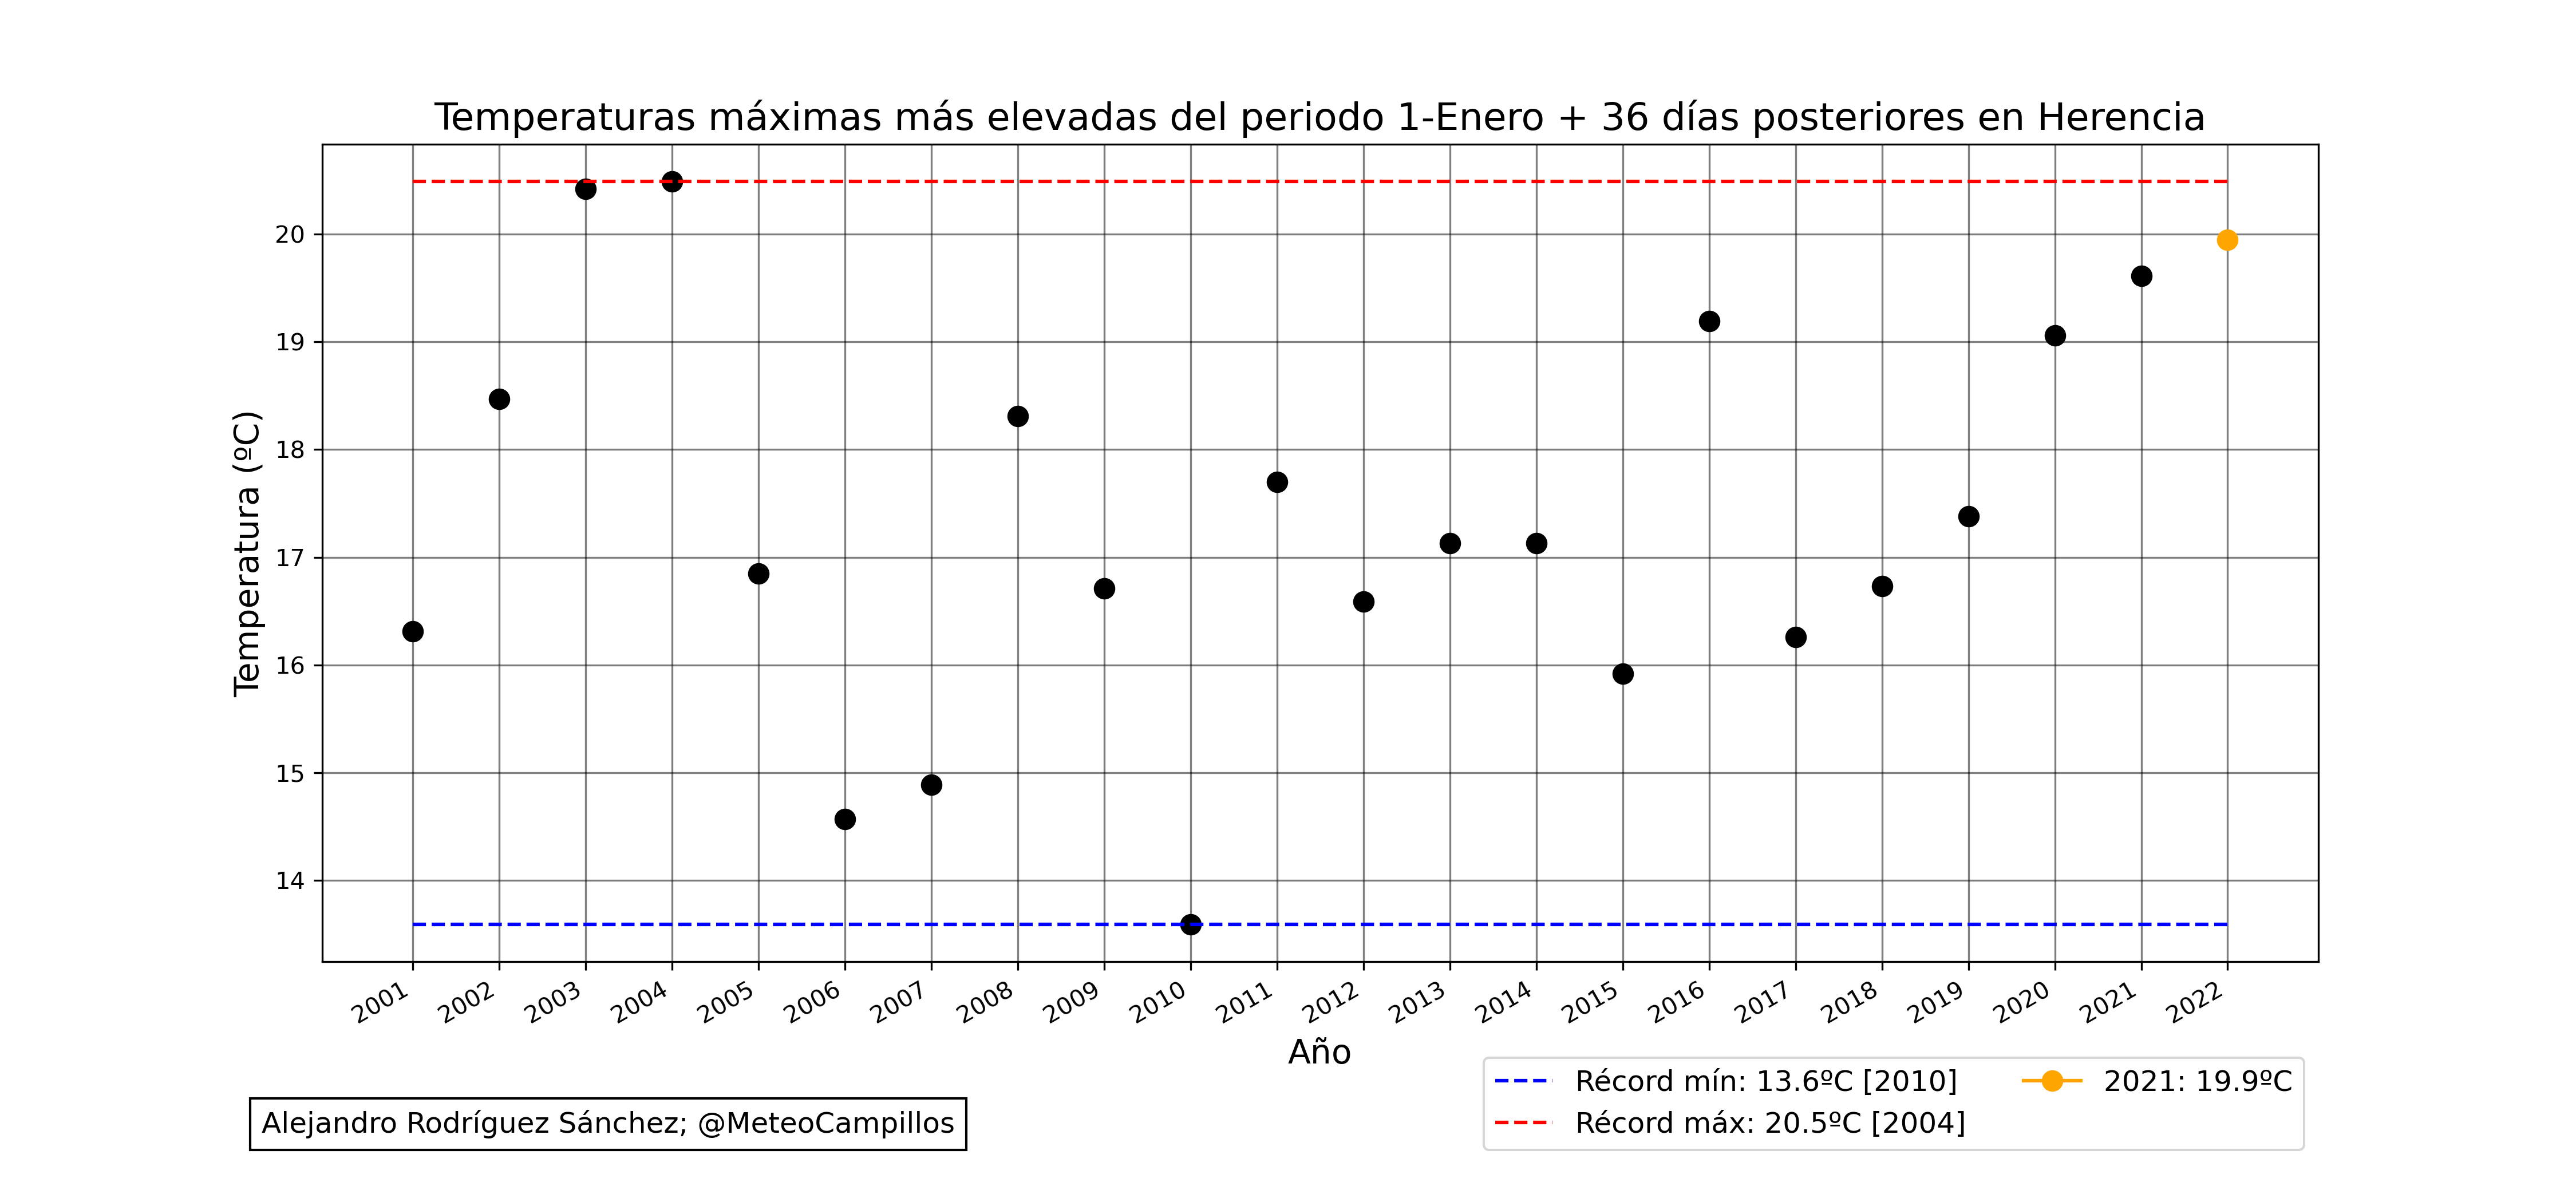 Temperaturas máximas más elevadas del periodo 1-Enero + 36 días posteriores en Herencia
Temperatura (ºC)
20
19
18
17
16
15
14
2001 2002 2003 2004 2005 2006 2007 2008 2009 2010 2011 2012 2013 2014 2015 2016 2017 2018 2019 2020 2021 2022
Año
Récord mín: 13.6ºC [2010]
Récord máx: 20.5ºC [2004]
2021: 19.9ºC
Alejandro Rodríguez Sánchez; @MeteoCampillos